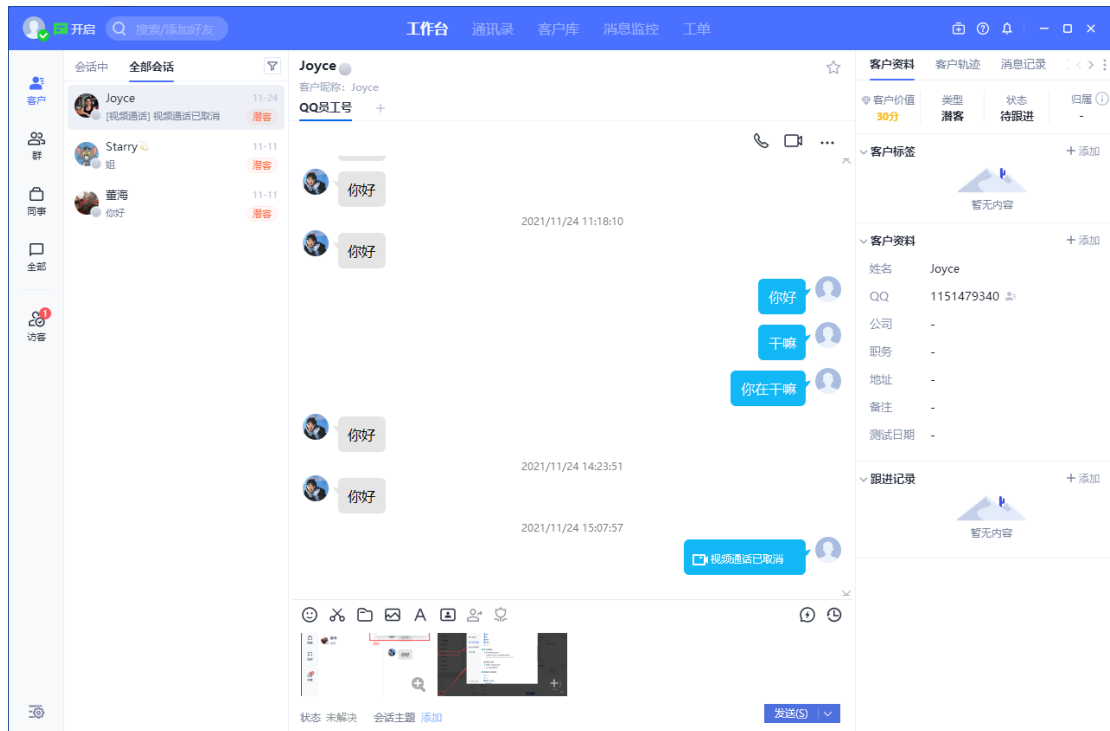 开启 搜索/添加好友 工作台 通讯录 客户库 消息监控 工单
客户
群
同事
全部
1
访客
会话中 全部会话
Joyce 11-24
[视频通话] 视频通话已取消 潜客
Starry 11-11
姐 潜客
董海 11-11
你好 潜客
Joyce
客户昵称: Joyce
QQ员工号 +
你好
2021/11/24 11:18:10
你好
你好
干嘛
你在干嘛
你好
2021/11/24 14:23:51
你好
2021/11/24 15:07:57
视频通话已取消
状态 未解决 会话主题 添加
发送(S)
客户资料 客户轨迹 消息记录
客户价值 类型 状态 归属
30分 潜客 待跟进 -
客户标签 +添加
暂无内容
客户资料 +添加
姓名 Joyce
QQ 1151479340
公司 -
职务 -
地址 -
备注 -
测试日期 -
跟进记录 +添加
暂无内容